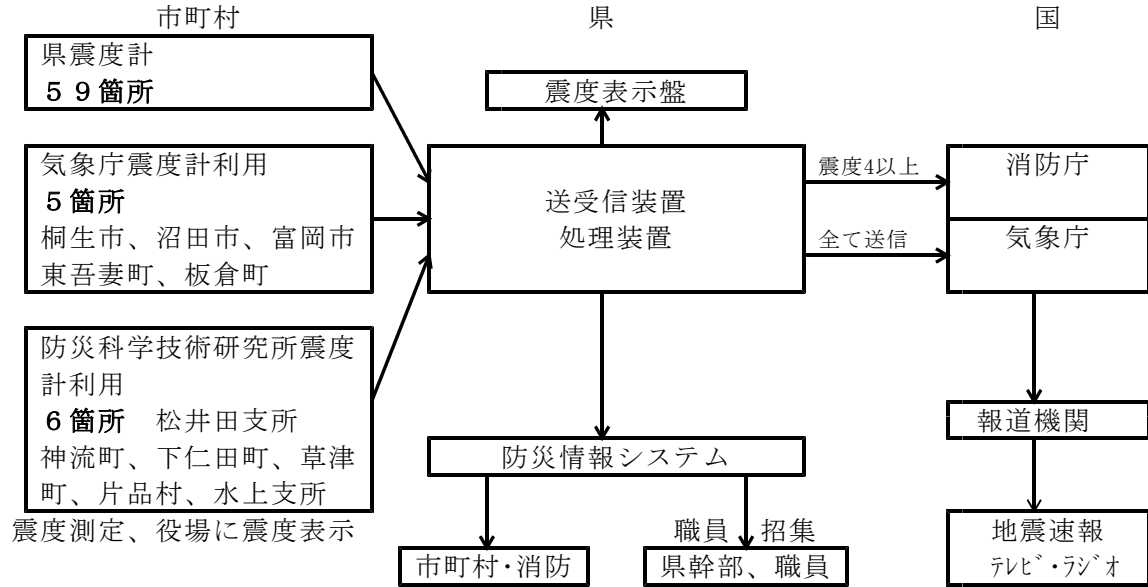 市町村
県
国
県震度計
５９箇所
気象庁震度計利用
５箇所
桐生市、沼田市、富岡市
東吾妻町、板倉町
防災科学技術研究所震度
計利用
６箇所　松井田支所
神流町、下仁田町、草津
町、片品村、水上支所
震度測定、役場に震度表示
震度表示盤
送受信装置
処理装置
震度4以上
全て送信
消防庁
気象庁
防災情報システム
職員　招集
市町村・消防
県幹部、職員
報道機関
地震速報
ﾃﾚﾋﾞ・ﾗｼﾞｵ